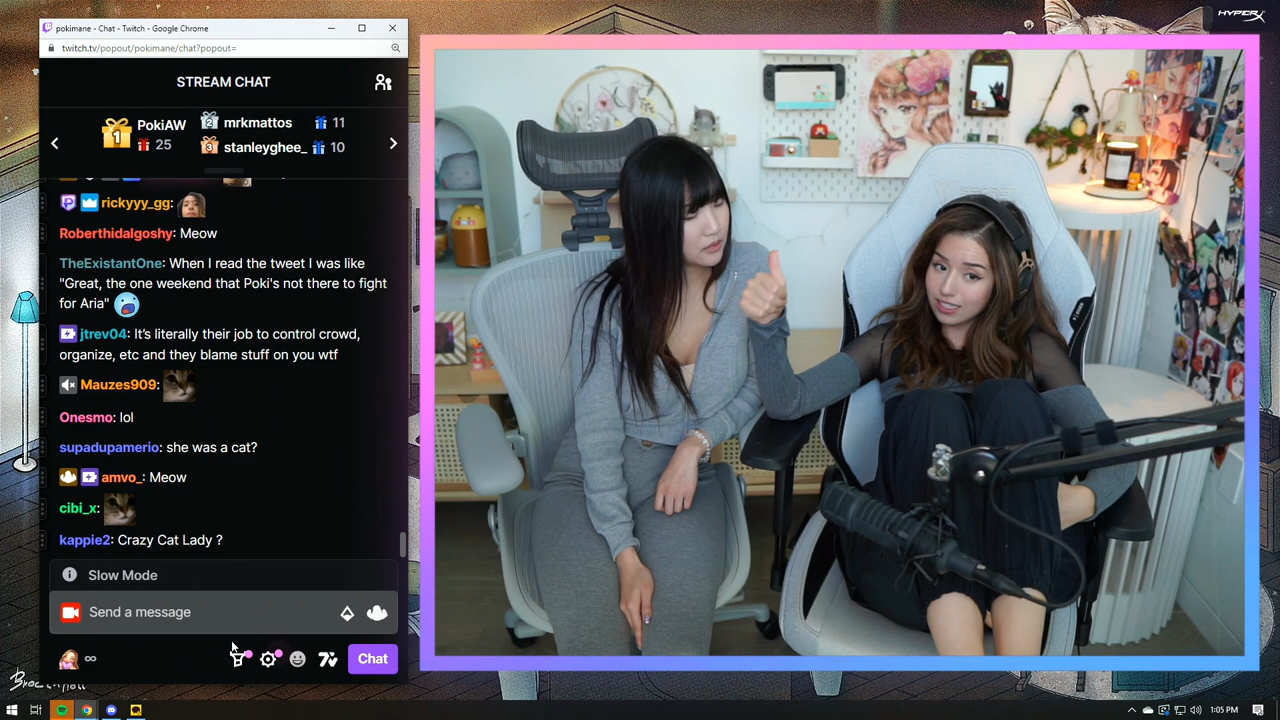 pokimane - Chat - Twitch - Google Chrome
twitch.tv/popout/pokimane/chat?popout=
HYPERX
STREAM CHAT
1 PokiAW 25
2 mrkmattos 11
3 stanleyghee_ 10
rickyyy_gg:
Roberthidalgoshy: Meow
TheExistantOne: When I read the tweet I was like
"Great, the one weekend that Poki's not there to fight
for Aria"
jtrev04: It's literally their job to control crowd,
organize, etc and they blame stuff on you wtf
Mauzes909:
Onesmo: lol
supadupamerio: she was a cat?
amvo_: Meow
cibi_x:
kappie2: Crazy Cat Lady ?
Slow Mode
Send a message
∞
Chat
1:05 PM